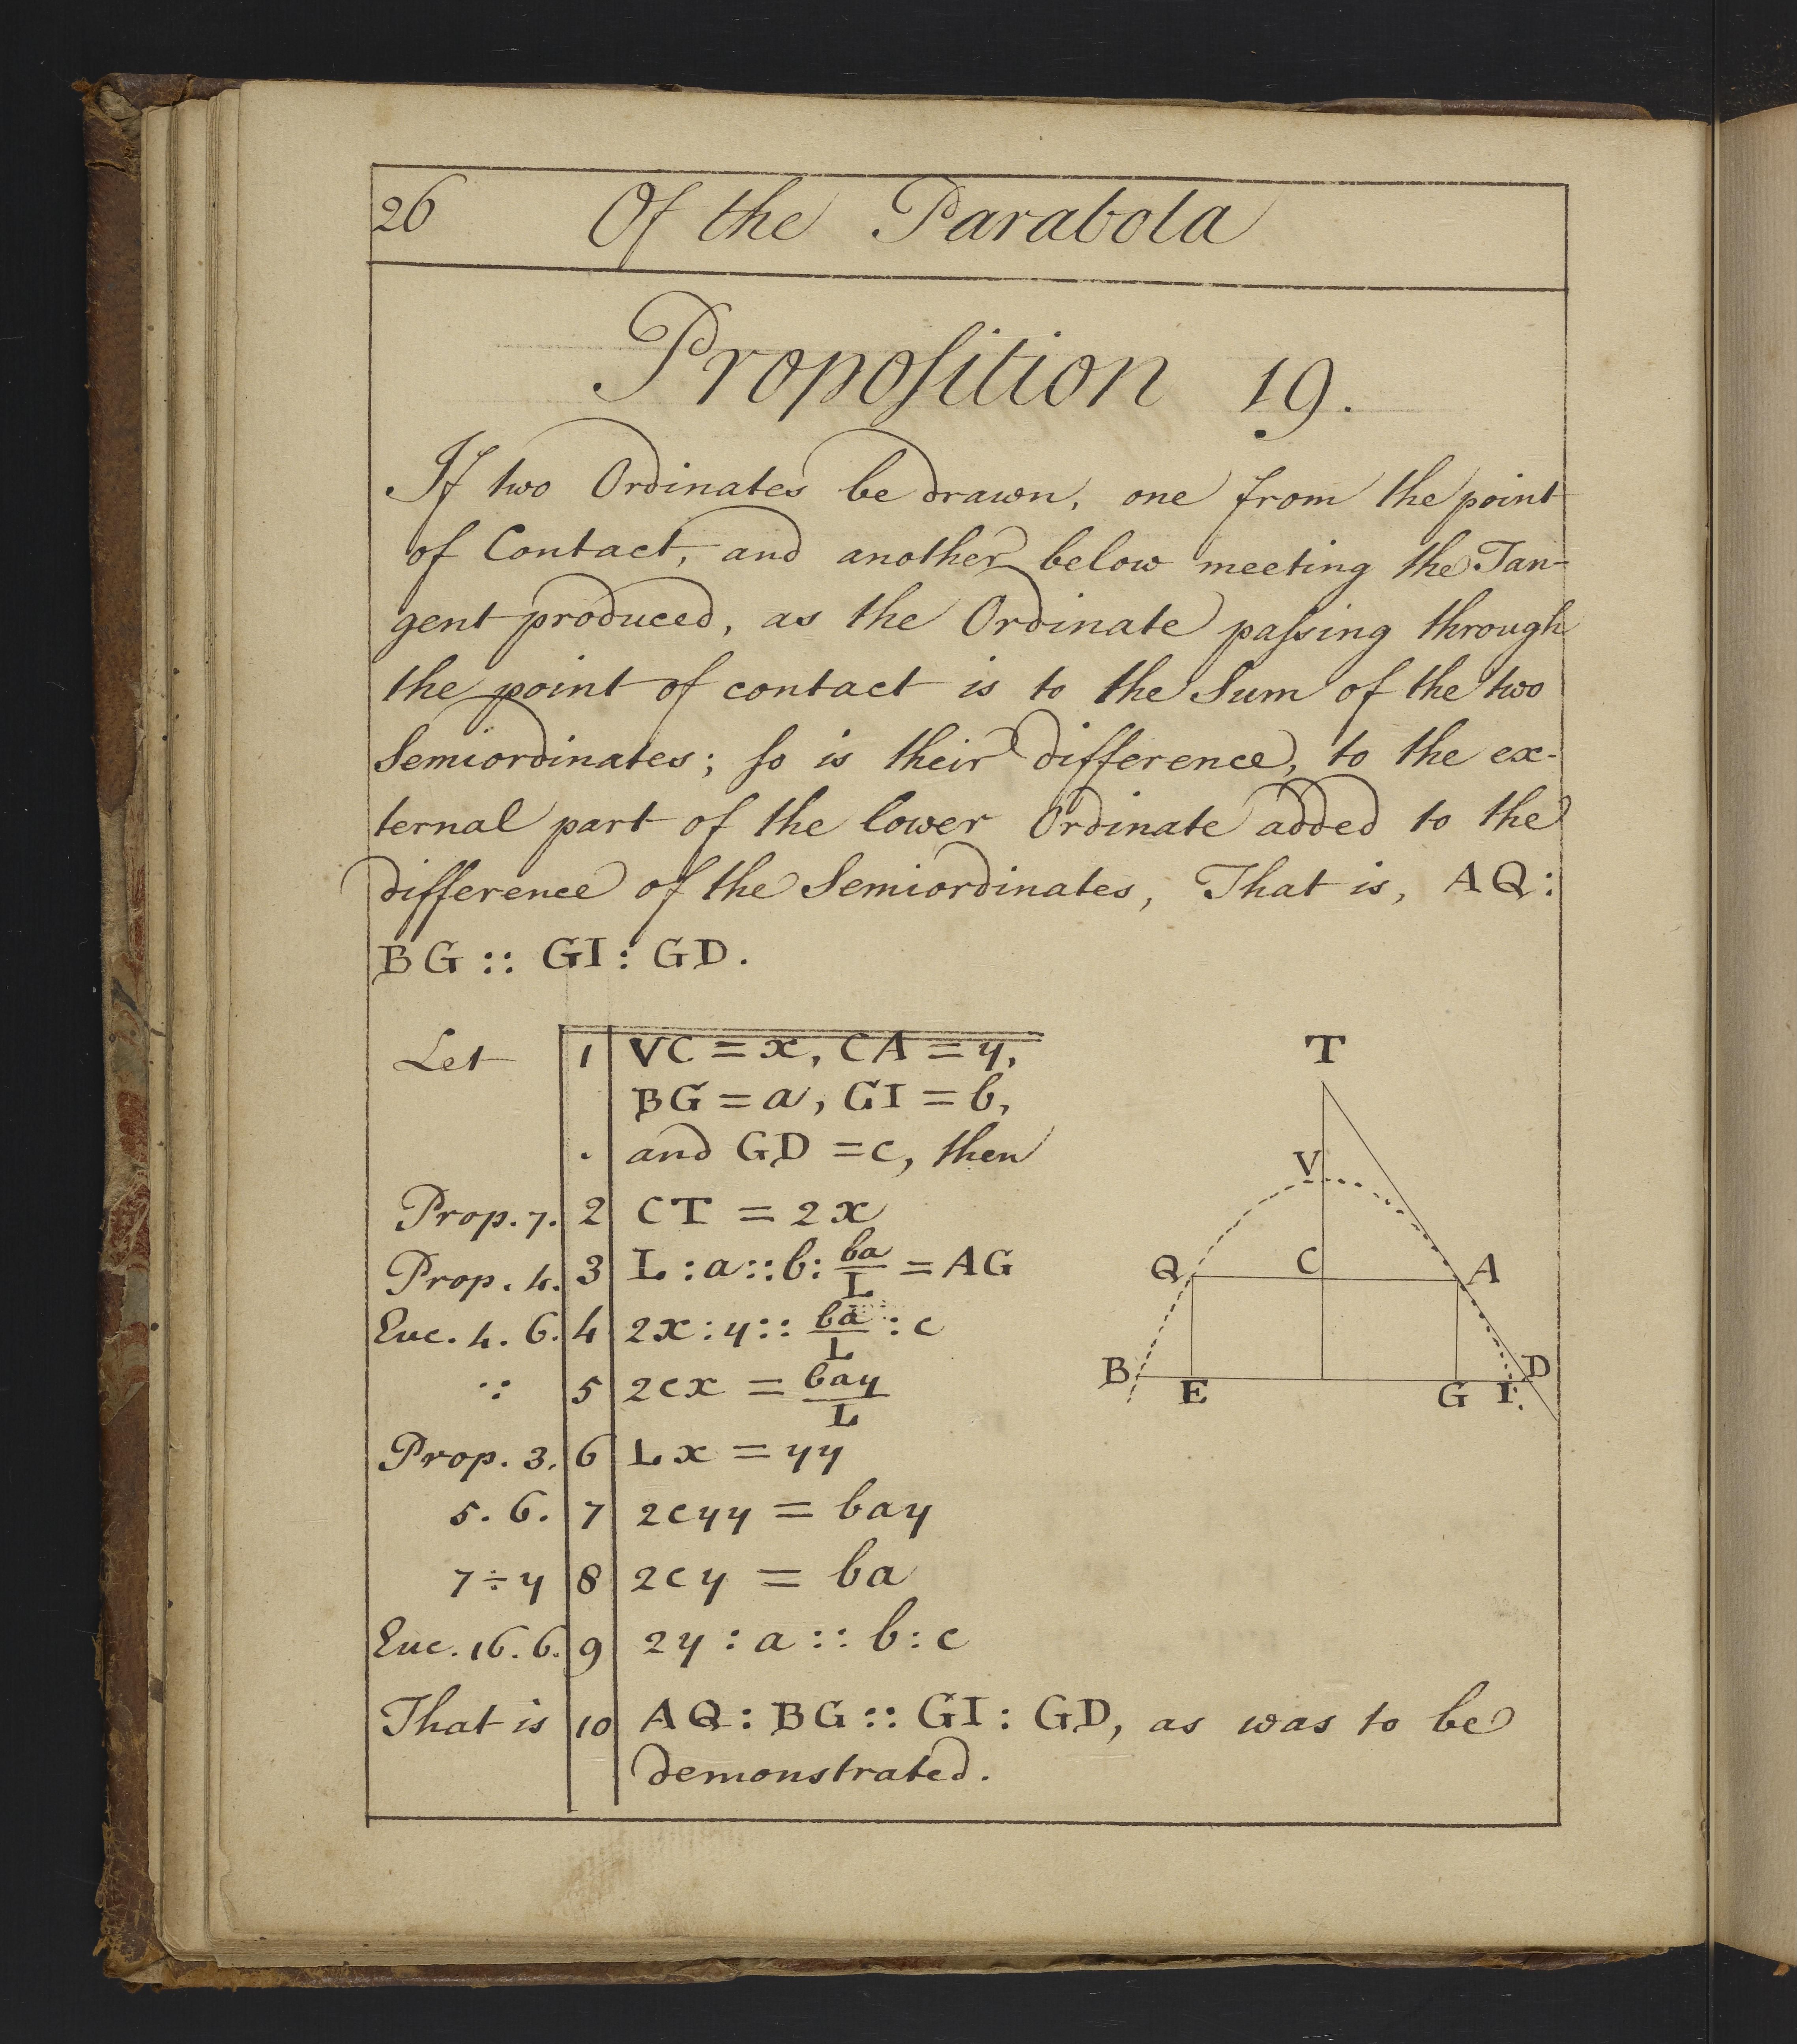 26 Of the Parabola
Propoſition 19.
If two Ordinates be drawn, one from the point
of Contact, and another below meeting the Tan-
gent produced, as the Ordinate paſsing through
the point of contact is to the Sum of the two
Semiordinates; ſo is their difference, to the ex-
ternal part of the lower Ordinate added to the
difference of the Semiordinates, That is, AQ:
BG :: GI : GD.
Let 1 VC = x, CA = y,
BG = a, GI = b,
. and GD = c, then
Prop. 7. 2 CT = 2x
Prop. 4. 3 L : a :: b : ba/L = AG
Euc. 4. 6. 4 2x : y :: ba/L : c
∵ 5 2cx = bay/L
Prop. 3. 6 Lx = yy
5. 6. 7 2cyy = bay
7 ÷ y 8 2cy = ba
Euc. 16. 6. 9 2y : a :: b : c
That is 10 AQ : BG :: GI : GD, as was to be
demonstrated.
T
V
Q C A
B E G I D